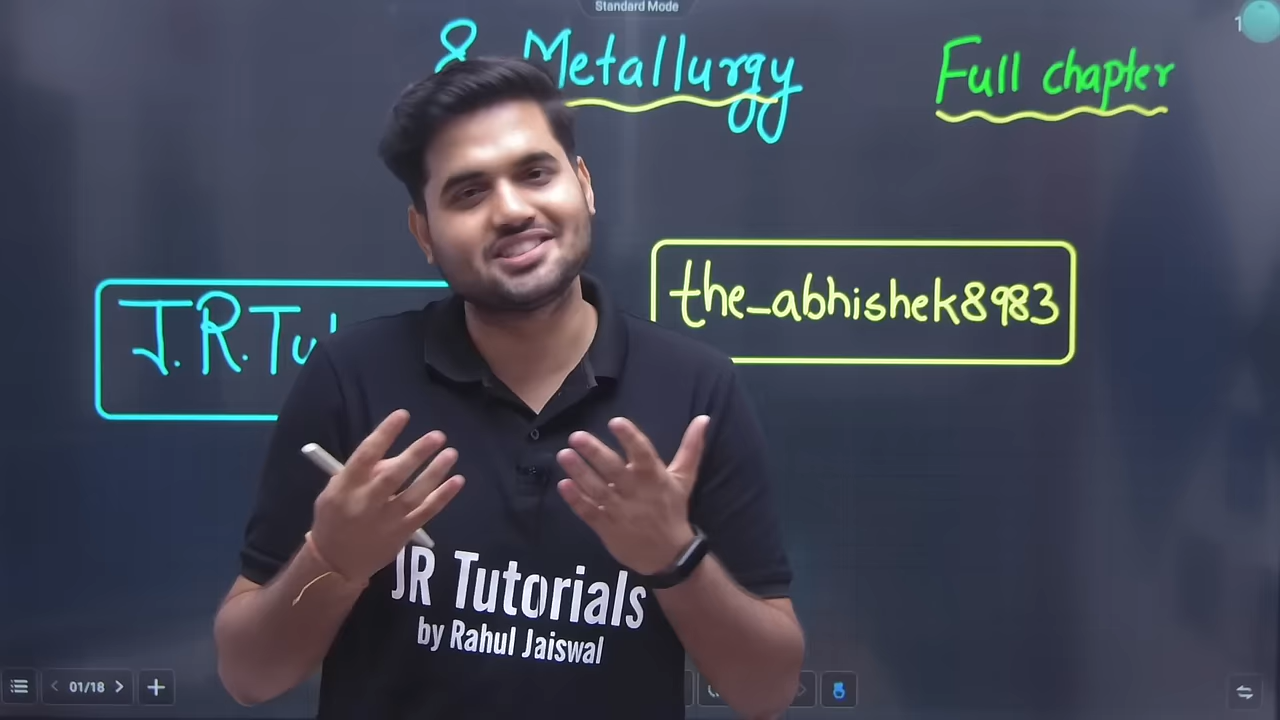 Standard Mode
8. Metallurgy
Full chapter
J.R.Tu
the_abhishek8983
JR Tutorials
by Rahul Jaiswal
01/18